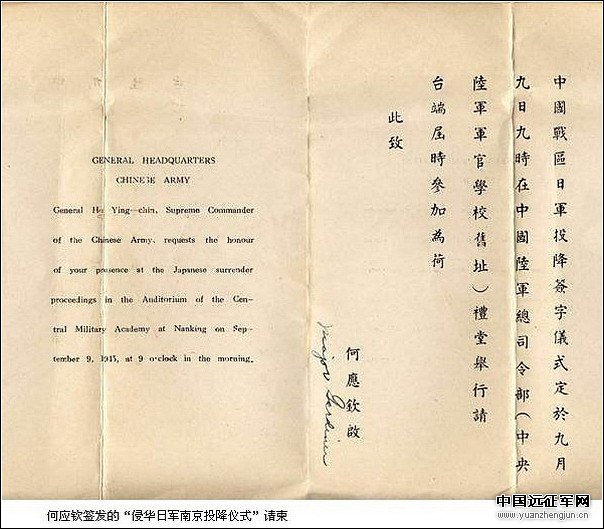 GENERAL HEADQUARTERS
CHINESE ARMY
General Ho Ying—chin, Supreme Commander
of the Chinese Army, requests the honour
of your presence at the Japanese surrender
proceedings in the Auditorium of the Cen-
tral Military Academy at Nanking on Sep-
tember 9, 1945, at 9 o'clock in the morning.
中國戰區日軍投降簽字儀式定於九月
九日九時在中國陸軍總司令部(中央
陸軍軍官學校舊址)禮堂舉行請
台端屆時參加為荷
此致
何應欽啟
Major Gardiner
何应钦签发的“侵华日军南京投降仪式”请柬
中国远征军网
www.yuanzhengjun.cn